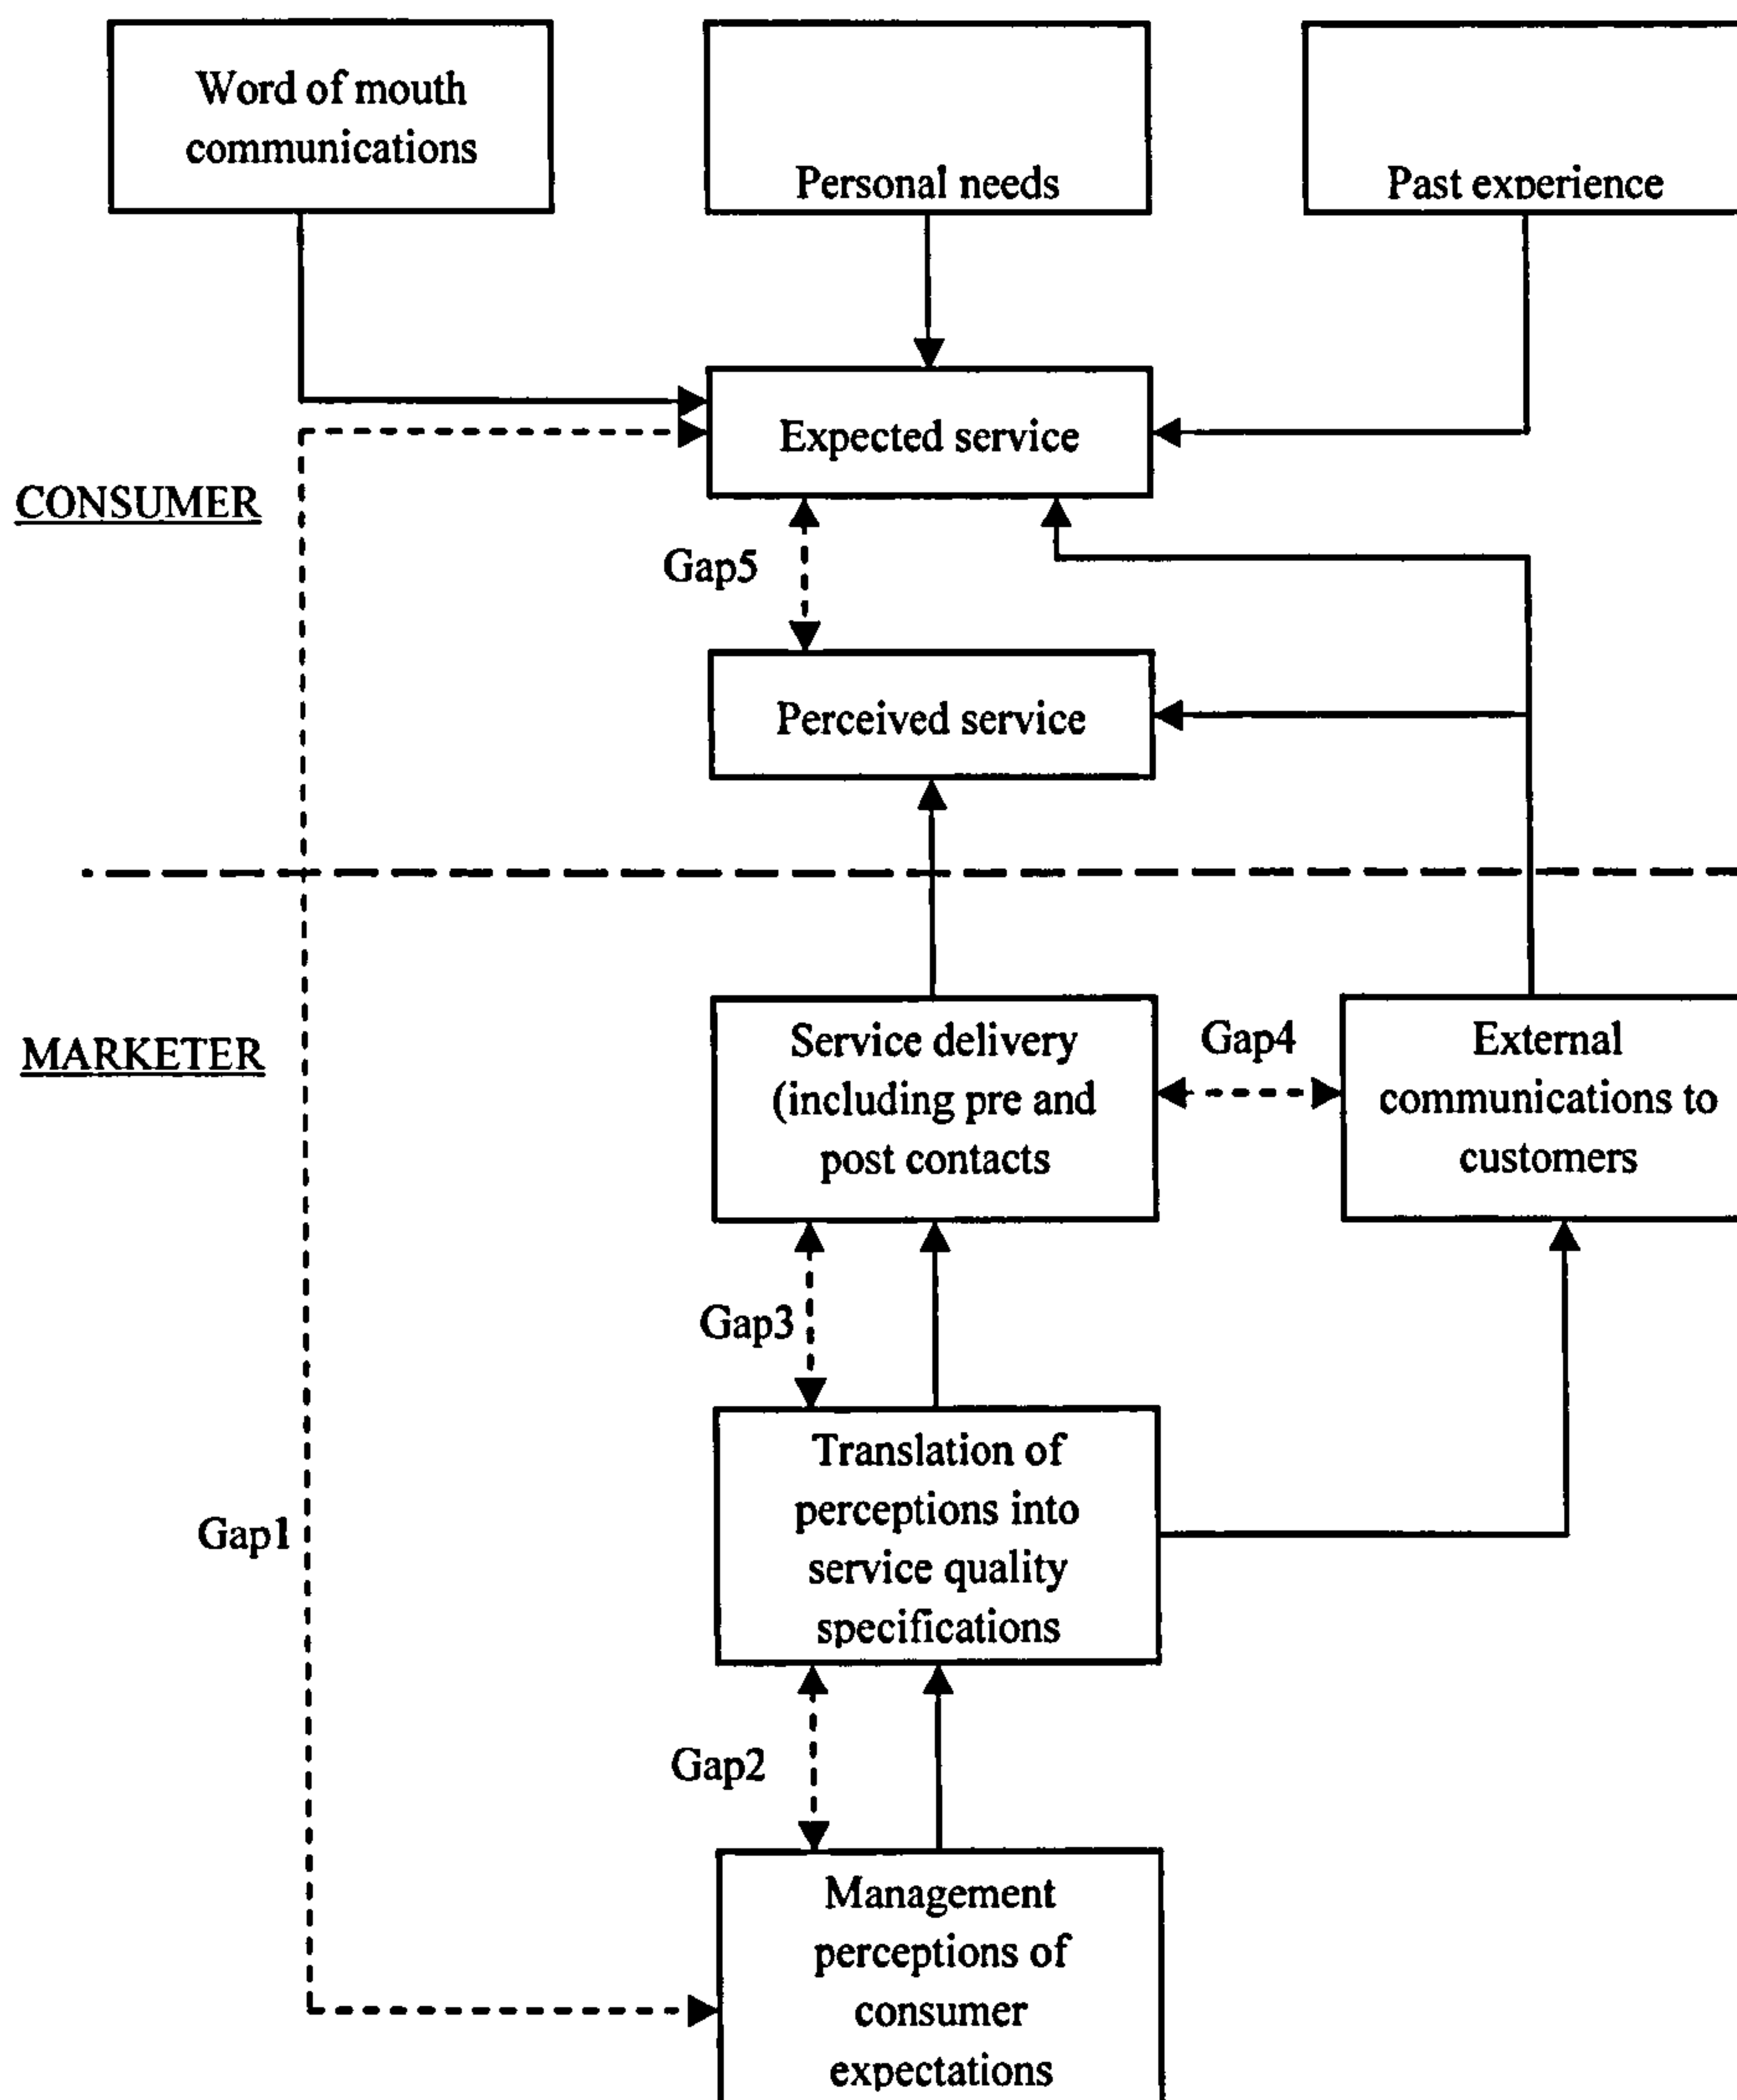 Word of mouth
communications
Personal needs
Past experience
Expected service
CONSUMER
Gap5
Perceived service
MARKETER
Service delivery
(including pre and
post contacts
Gap4
External
communications to
customers
Gap3
Translation of
perceptions into
service quality
specifications
Gap1
Gap2
Management
perceptions of
consumer
expectations